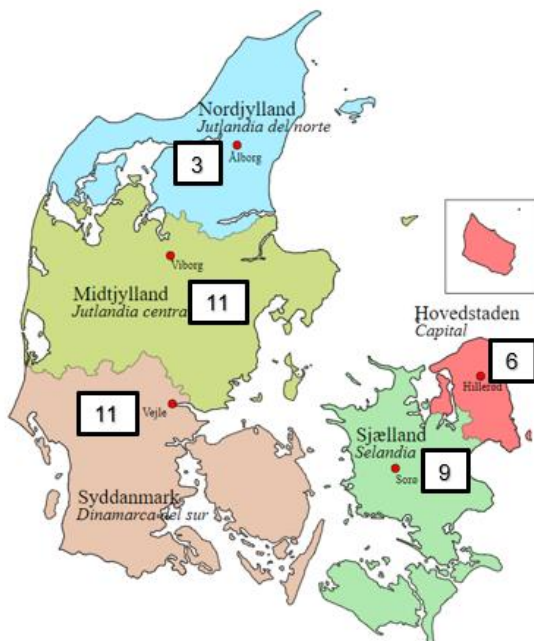 Nordjylland
Jutlandia del norte
3
Ålborg
Viborg
Midtjylland
Jutlandia centra
11
Hovedstaden
Capital
6
Hillerød
11
Vejle
Sjælland
Selandia
9
Sorø
Syddanmark
Dinamarca del sur